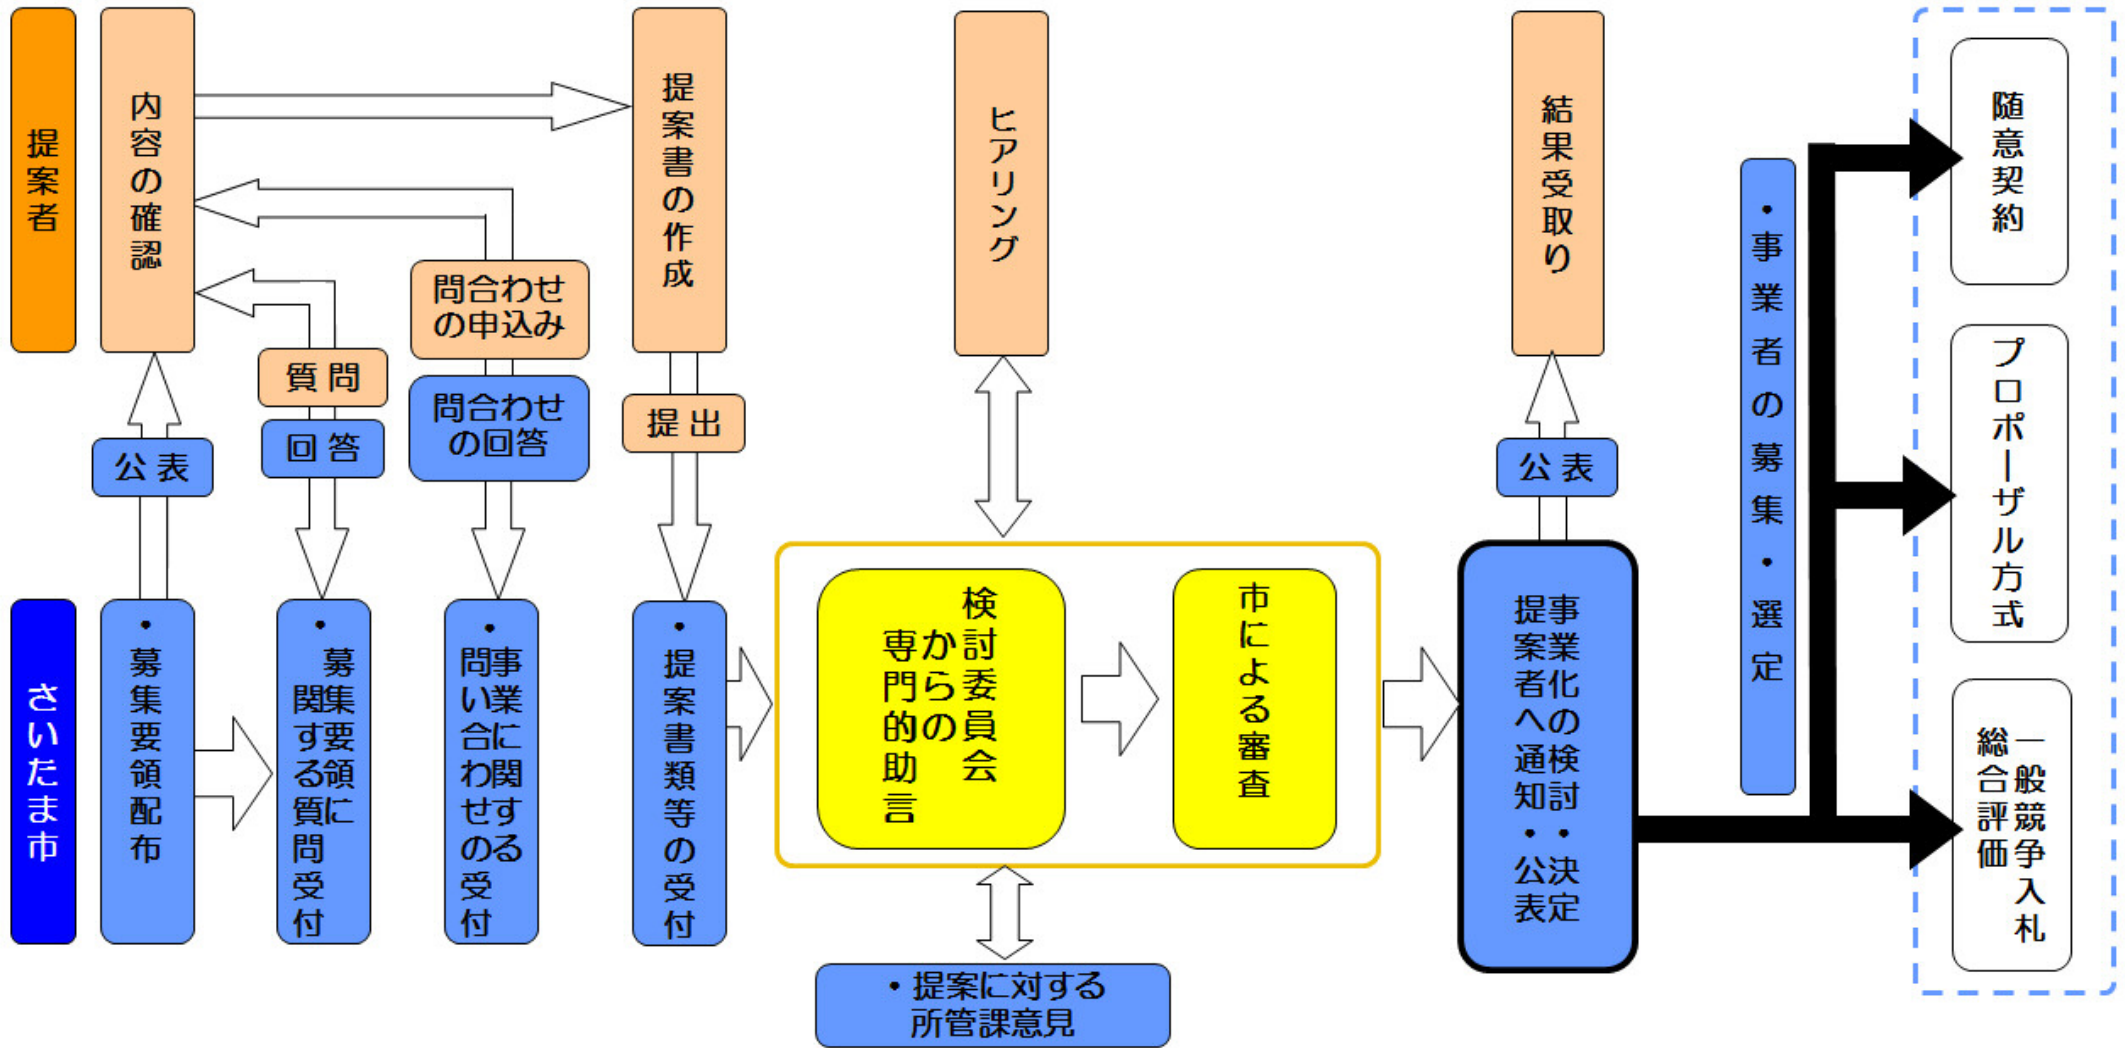 提案者
内容の確認
提案書の作成
ヒアリング
結果受取り
問合わせ
の申込み
質問
問合わせ
の回答
回答
提出
公表
公表
さいたま市
・募集要領配布
・募集要領に
関する質問受付
・事業に関する
問い合わせの受付
・提案書類等の受付
検討委員会
からの
専門的助言
市による審査
・提案に対する
所管課意見
事業化の検討・決定
提案者へ通知・公表
・事業者の募集・選定
随意契約
プロポーザル方式
一般競争入札
総合評価